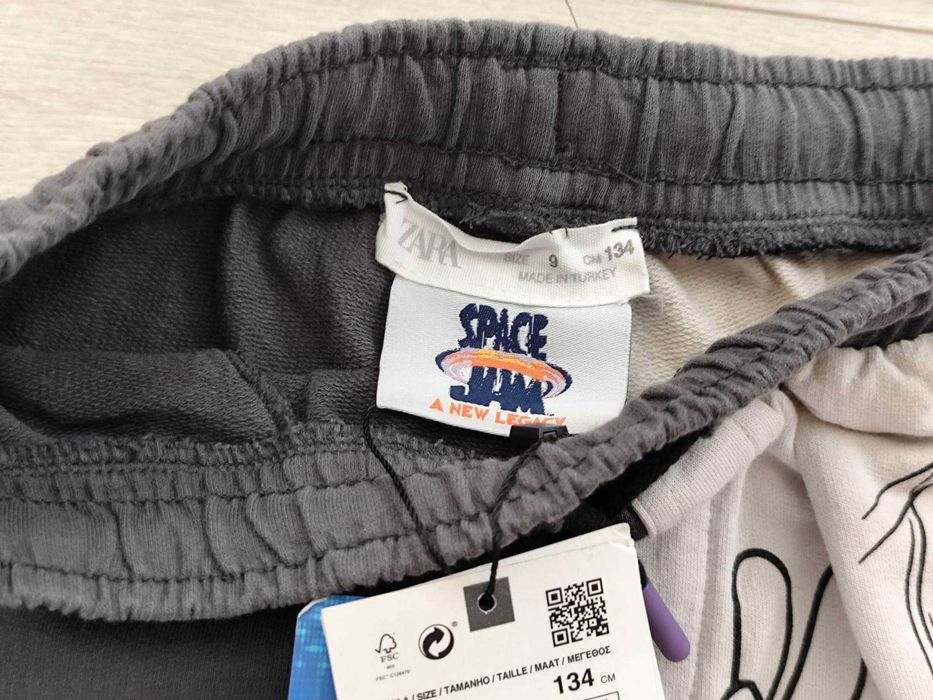 ZARA SIZE 9 CM 134
MADE IN TURKEY
SPACE
JAM
A NEW LEGACY
FSC
MIX
/ SIZE / TAMANHO / TAILLE / MAAT / ΜΕΓΕΘΟΣ
134 CM